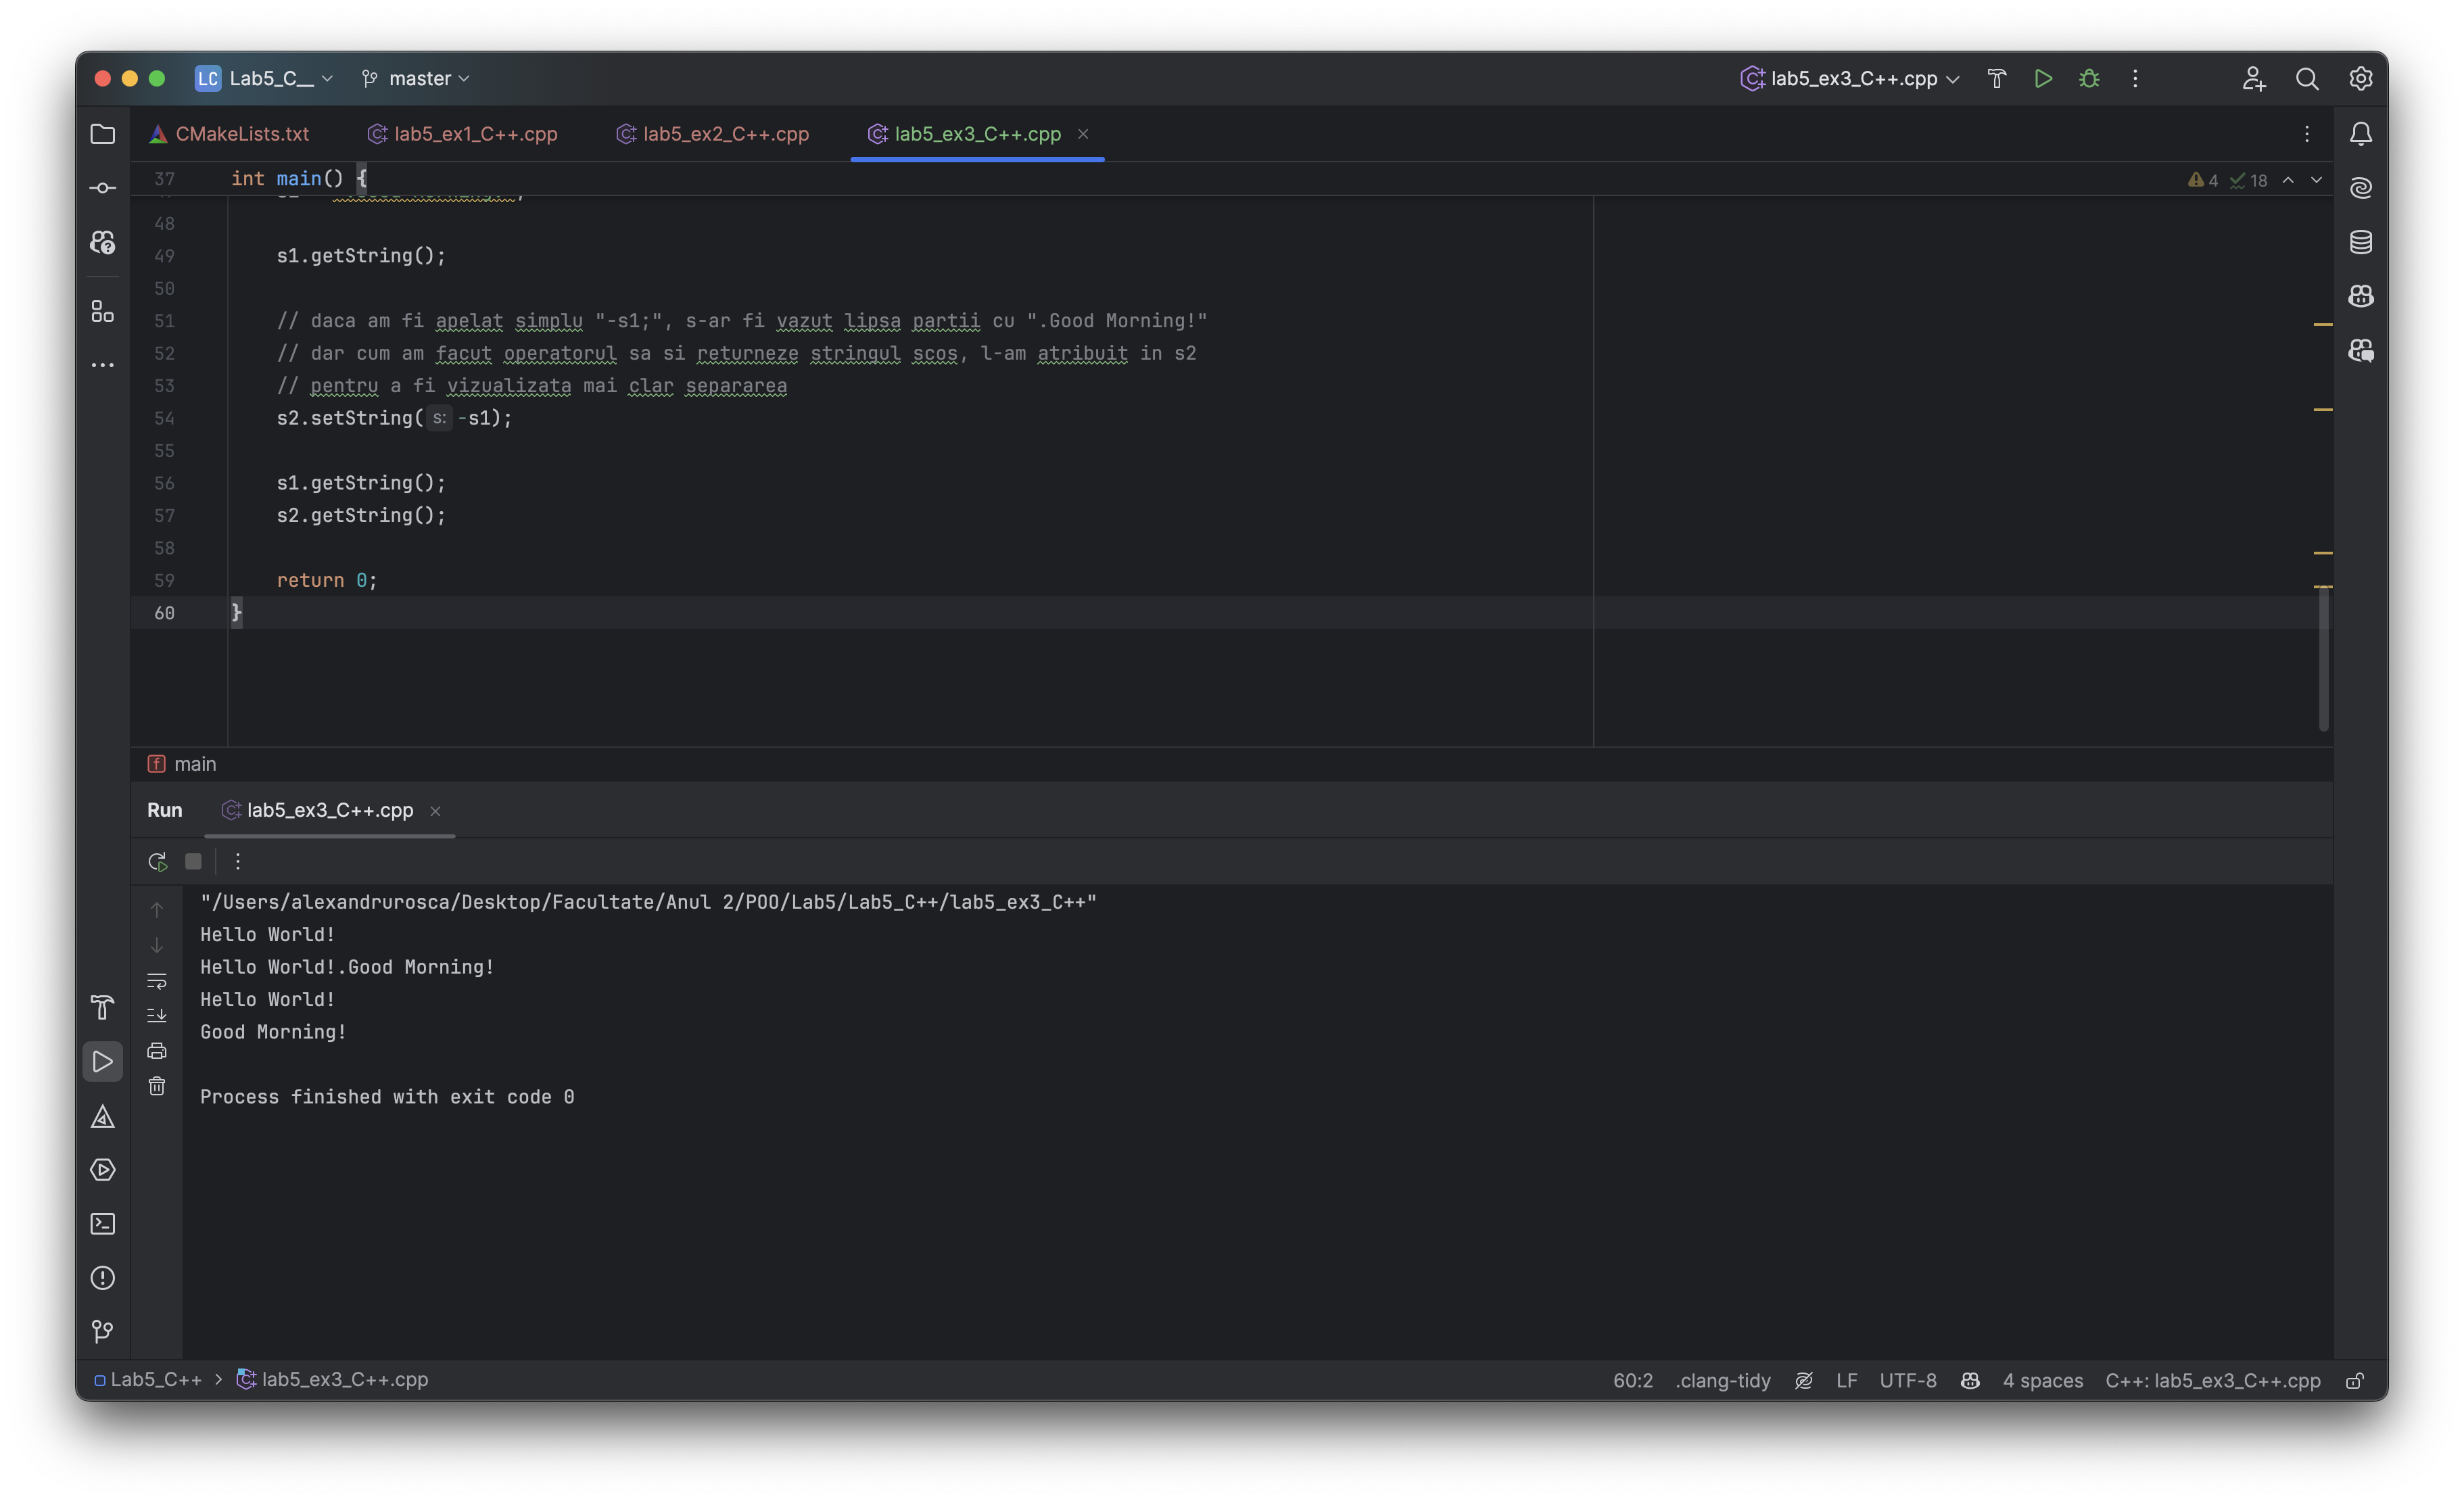 LC Lab5_C__ master lab5_ex3_C++.cpp
CMakeLists.txt lab5_ex1_C++.cpp lab5_ex2_C++.cpp lab5_ex3_C++.cpp
37 int main() { 4 18
48
49 s1.getString();
50
51 // daca am fi apelat simplu "-s1;", s-ar fi vazut lipsa partii cu ".Good Morning!"
52 // dar cum am facut operatorul sa si returneze stringul scos, l-am atribuit in s2
53 // pentru a fi vizualizata mai clar separarea
54 s2.setString( s: -s1);
55
56 s1.getString();
57 s2.getString();
58
59 return 0;
60 }
f main
Run lab5_ex3_C++.cpp
"/Users/alexandrurosca/Desktop/Facultate/Anul 2/POO/Lab5/Lab5_C++/lab5_ex3_C++"
Hello World!
Hello World!.Good Morning!
Hello World!
Good Morning!
Process finished with exit code 0
Lab5_C++ > lab5_ex3_C++.cpp 60:2 .clang-tidy LF UTF-8 4 spaces C++: lab5_ex3_C++.cpp